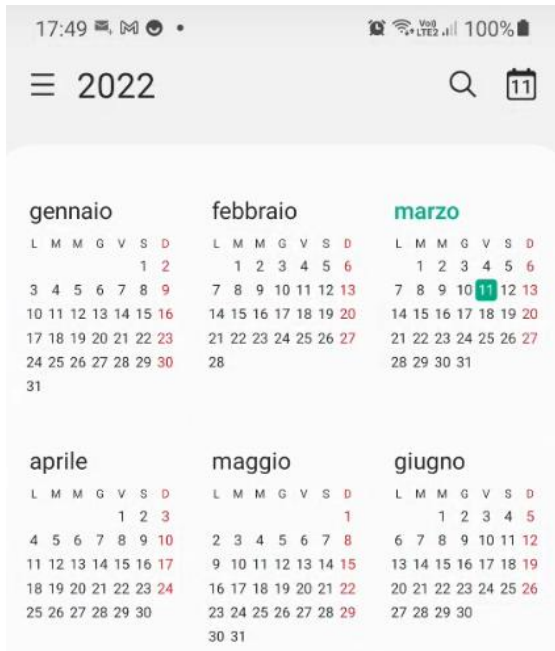 17:49 Vo)) LTE2 100%
2022 11
gennaio febbraio marzo
L M M G V S D L M M G V S D L M M G V S D
1 2 1 2 3 4 5 6 1 2 3 4 5 6
3 4 5 6 7 8 9 7 8 9 10 11 12 13 7 8 9 10 11 12 13
10 11 12 13 14 15 16 14 15 16 17 18 19 20 14 15 16 17 18 19 20
17 18 19 20 21 22 23 21 22 23 24 25 26 27 21 22 23 24 25 26 27
24 25 26 27 28 29 30 28 28 29 30 31
31
aprile maggio giugno
L M M G V S D L M M G V S D L M M G V S D
1 2 3 1 1 2 3 4 5
4 5 6 7 8 9 10 2 3 4 5 6 7 8 6 7 8 9 10 11 12
11 12 13 14 15 16 17 9 10 11 12 13 14 15 13 14 15 16 17 18 19
18 19 20 21 22 23 24 16 17 18 19 20 21 22 20 21 22 23 24 25 26
25 26 27 28 29 30 23 24 25 26 27 28 29 27 28 29 30
30 31